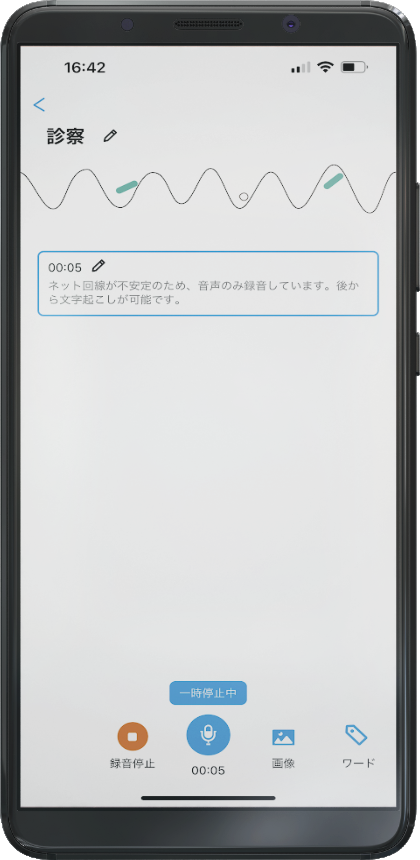 16:42
診察
00:05
ネット回線が不安定のため、音声のみ録音しています。後か
ら文字起こしが可能です。
一時停止中
録音停止
00:05
画像
ワード